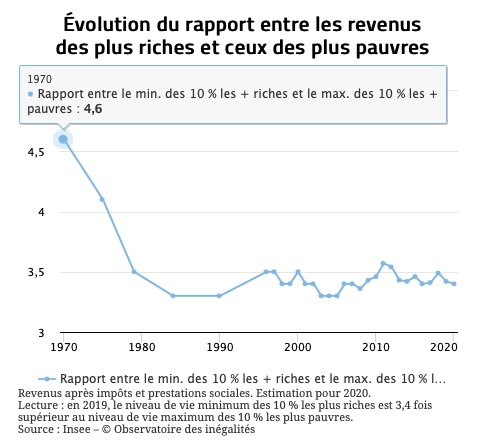 Évolution du rapport entre les revenus
des plus riches et ceux des plus pauvres
1970
Rapport entre le min. des 10 % les + riches et le max. des 10 % les +
pauvres : 4,6
4,5
4
3,5
3
1970 1980 1990 2000 2010 2020
Rapport entre le min. des 10 % les + riches et le max. des 10 % l...
Revenus après impôts et prestations sociales. Estimation pour 2020.
Lecture : en 2019, le niveau de vie minimum des 10 % les plus riches est 3,4 fois
supérieur au niveau de vie maximum des 10 % les plus pauvres.
Source : Insee – © Observatoire des inégalités